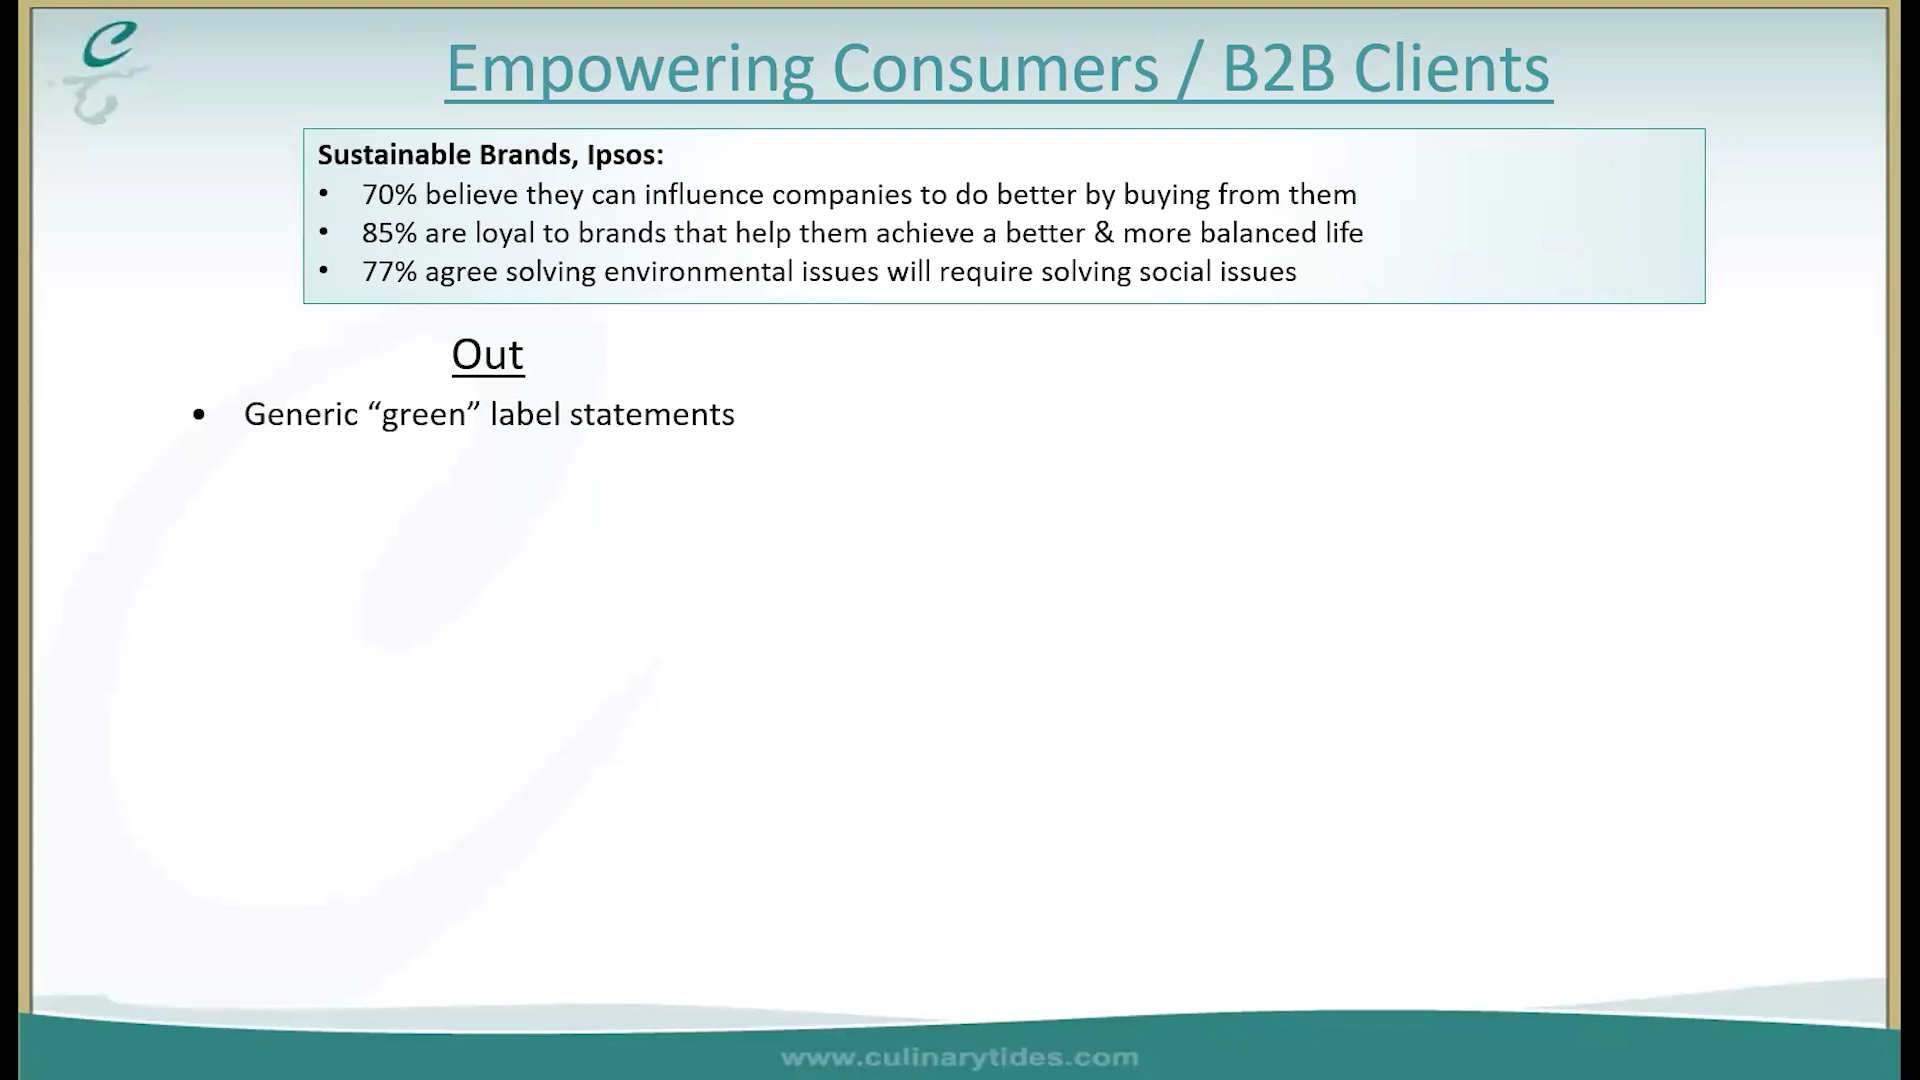 Empowering Consumers / B2B Clients
Sustainable Brands, Ipsos:
• 70% believe they can influence companies to do better by buying from them
• 85% are loyal to brands that help them achieve a better & more balanced life
• 77% agree solving environmental issues will require solving social issues
Out
• Generic “green” label statements
www.culinarytides.com